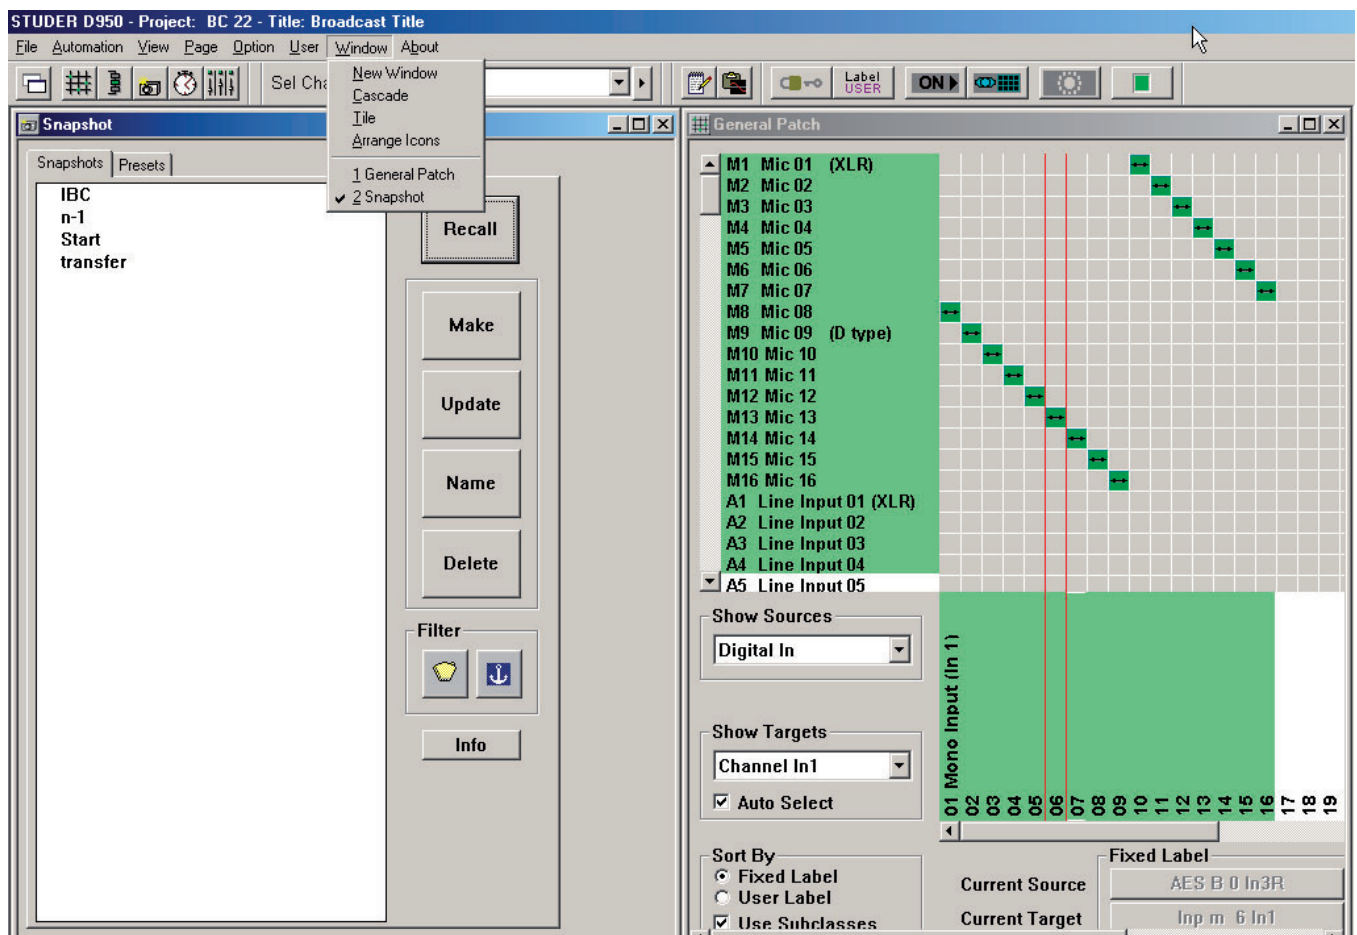 STUDER D950 - Project: BC 22 - Title: Broadcast Title
File Automation View Page Option User Window About
Sel Cha
Label
USER
ON
New Window
Cascade
Tile
Arrange Icons
1 General Patch
2 Snapshot
Snapshot
Snapshots Presets
IBC
n-1
Start
transfer
Recall
Make
Update
Name
Delete
Filter
Info
General Patch
M1 Mic 01 (XLR)
M2 Mic 02
M3 Mic 03
M4 Mic 04
M5 Mic 05
M6 Mic 06
M7 Mic 07
M8 Mic 08
M9 Mic 09 (D type)
M10 Mic 10
M11 Mic 11
M12 Mic 12
M13 Mic 13
M14 Mic 14
M15 Mic 15
M16 Mic 16
A1 Line Input 01 (XLR)
A2 Line Input 02
A3 Line Input 03
A4 Line Input 04
A5 Line Input 05
Show Sources
Digital In
Show Targets
Channel In1
Auto Select
01 Mono Input (In 1)
02
03
04
05
06
07
08
09
10
11
12
13
14
15
16
17
18
19
Sort By
Fixed Label
User Label
Use Subclasses
Fixed Label
Current Source AES B 0 In3R
Current Target Inp m 6 In1